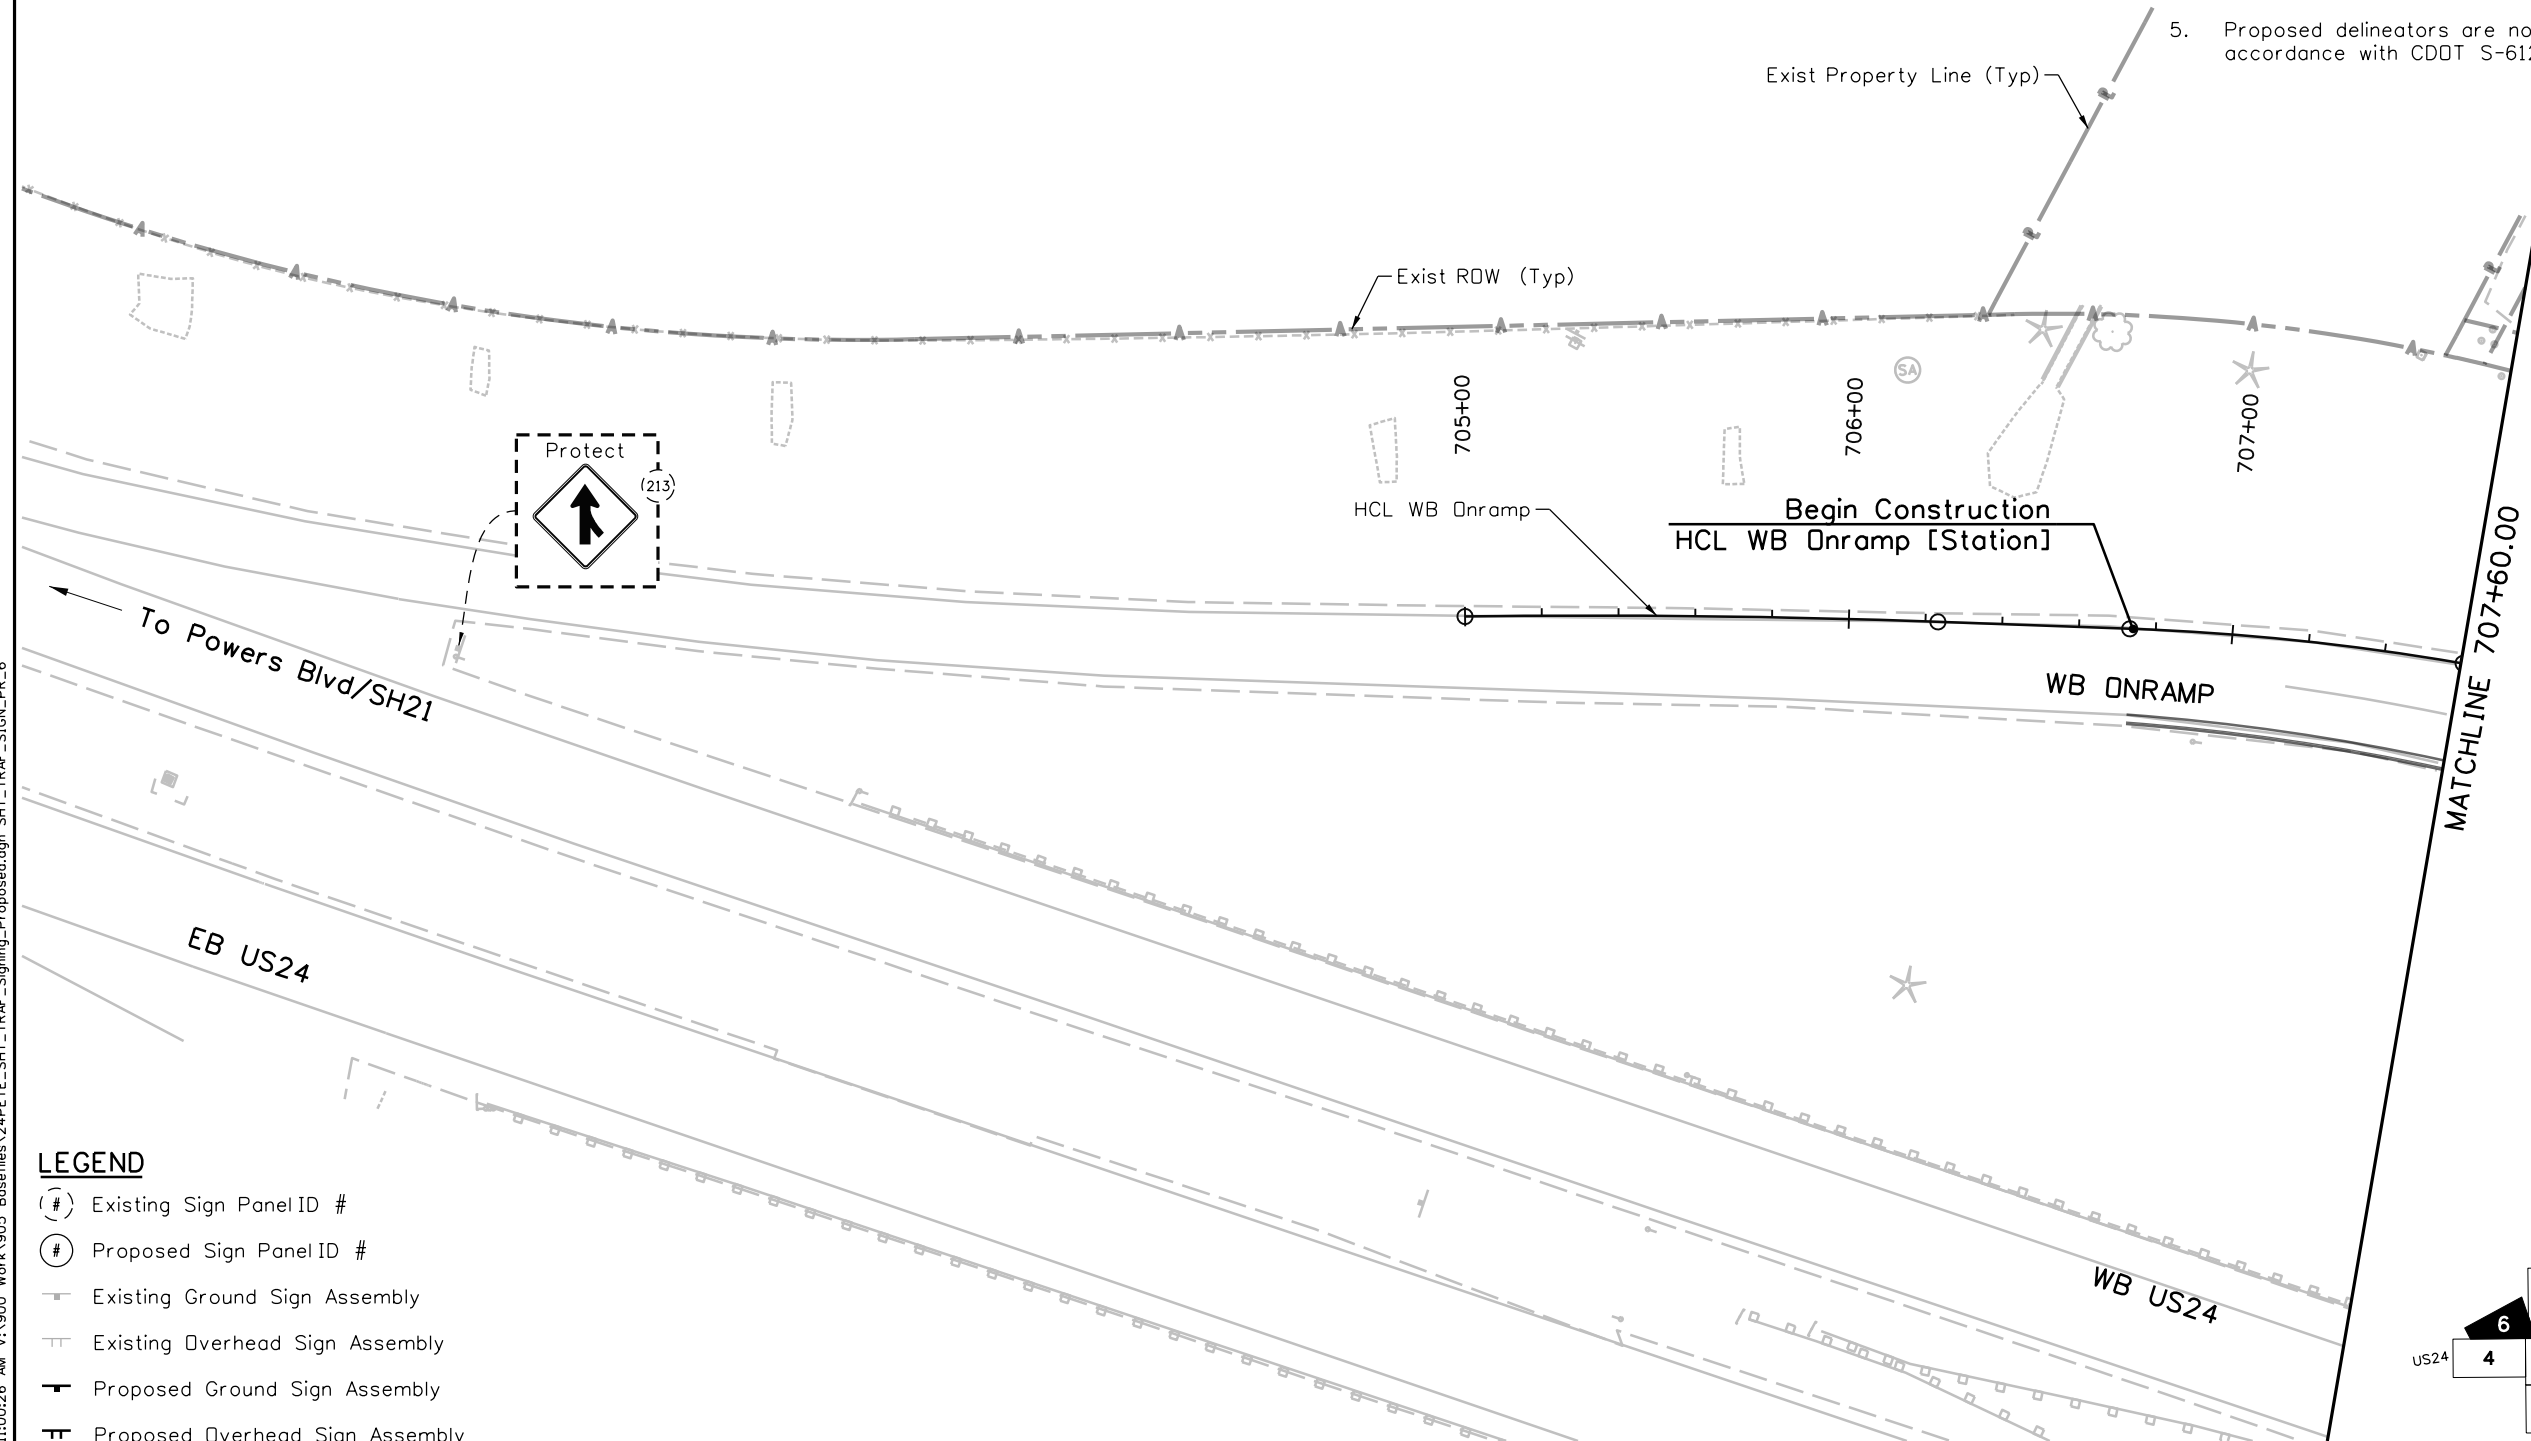 5. Proposed delineators are no
accordance with CDOT S-612
Exist Property Line (Typ)
Exist ROW (Typ)
SA
705+00
706+00
707+00
Protect
(213)
HCL WB Onramp
Begin Construction
HCL WB Onramp [Station]
MATCHLINE 707+60.00
To Powers Blvd/SH21
WB ONRAMP
EB US24
WB US24
LEGEND
# Existing Sign Panel ID #
# Proposed Sign Panel ID #
Existing Ground Sign Assembly
Existing Overhead Sign Assembly
Proposed Ground Sign Assembly
Proposed Overhead Sign Assembly
6
US24 4